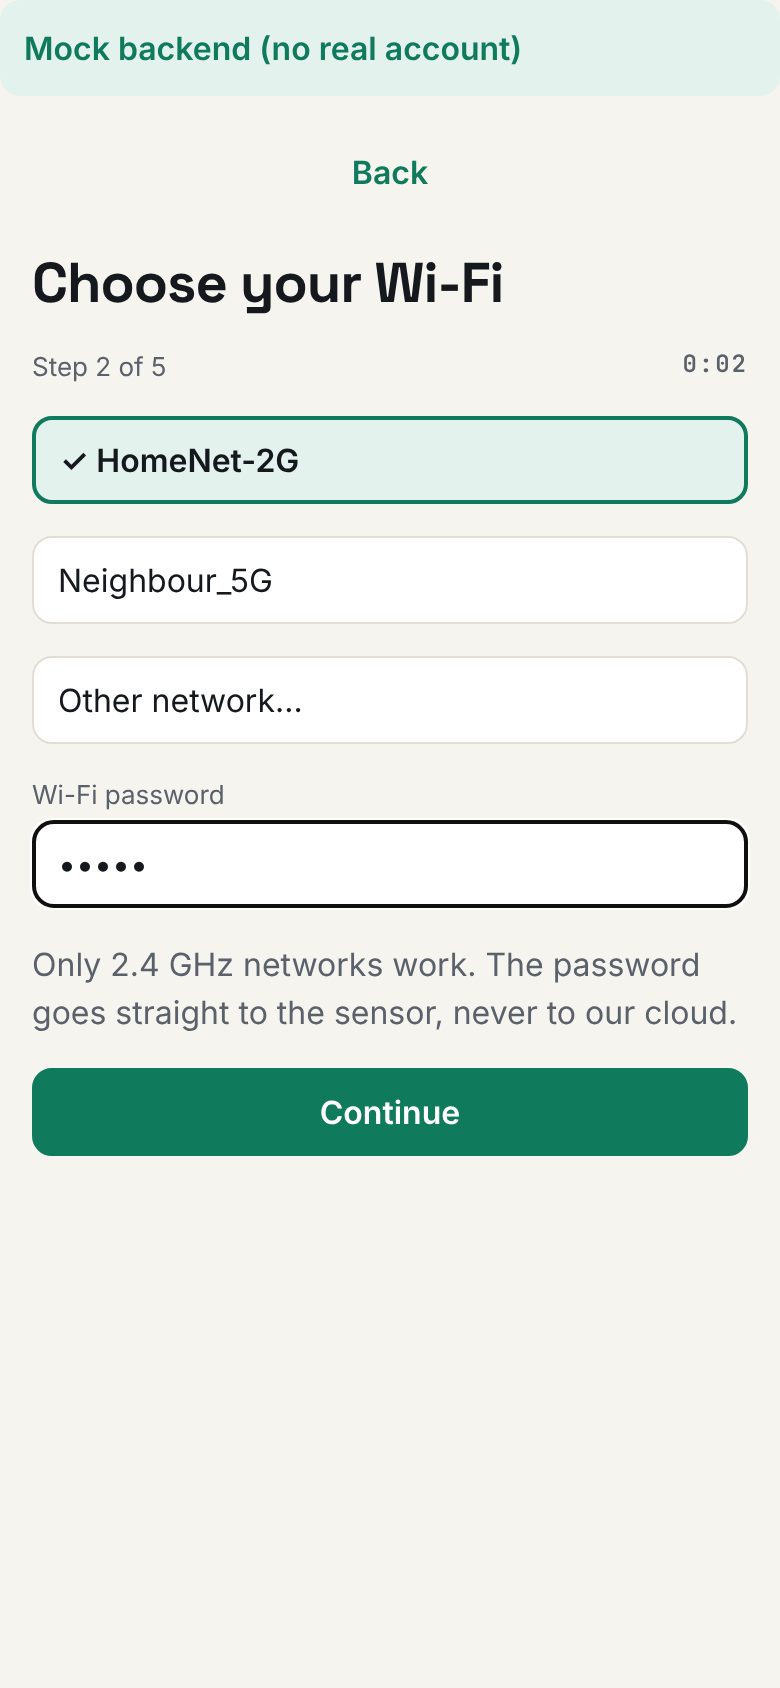 Mock backend (no real account)
Back
Choose your Wi-Fi
Step 2 of 5
0:02
✓ HomeNet-2G
Neighbour_5G
Other network...
Wi-Fi password
•••••
Only 2.4 GHz networks work. The password
goes straight to the sensor, never to our cloud.
Continue